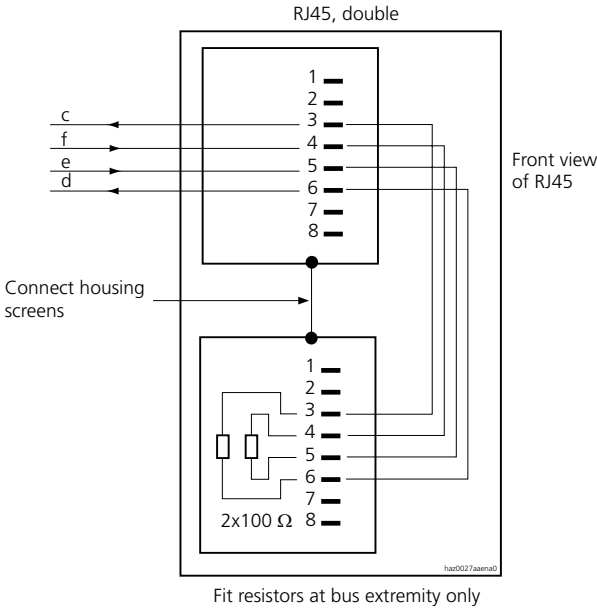 RJ45, double
1
2
3
4
5
6
7
8
c
f
e
d
Front view
of RJ45
Connect housing
screens
1
2
3
4
5
6
7
8
2x100 Ω
haz0027aaena0
Fit resistors at bus extremity only